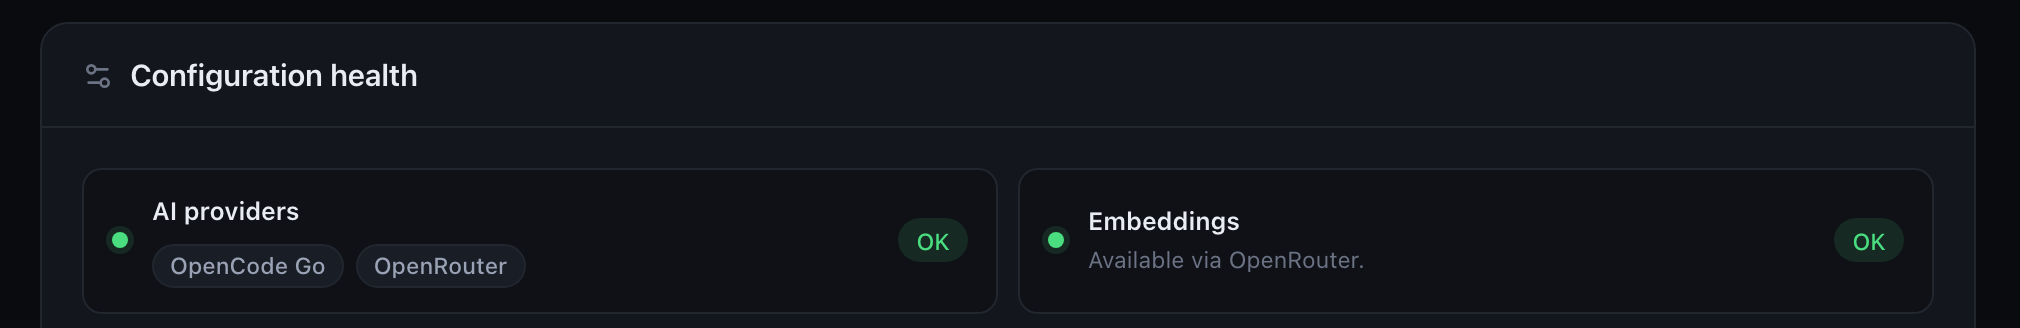 Configuration health
AI providers
OpenCode Go
OpenRouter
OK
Embeddings
Available via OpenRouter.
OK